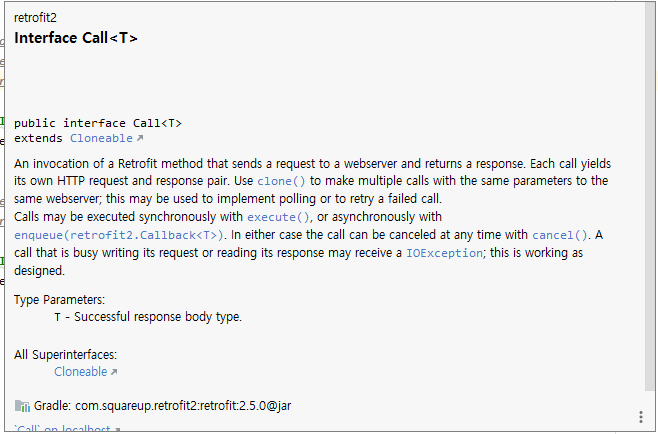 retrofit2
Interface Call<T>
public interface Call<T>
extends Cloneable
An invocation of a Retrofit method that sends a request to a webserver and returns a response. Each call yields
its own HTTP request and response pair. Use clone() to make multiple calls with the same parameters to the
same webserver; this may be used to implement polling or to retry a failed call.
Calls may be executed synchronously with execute(), or asynchronously with
enqueue(retrofit2.Callback<T>). In either case the call can be canceled at any time with cancel(). A
call that is busy writing its request or reading its response may receive a IOException; this is working as
designed.
Type Parameters:
T - Successful response body type.
All Superinterfaces:
Cloneable
Gradle: com.squareup.retrofit2:retrofit:2.5.0@jar
`Call` on localhost